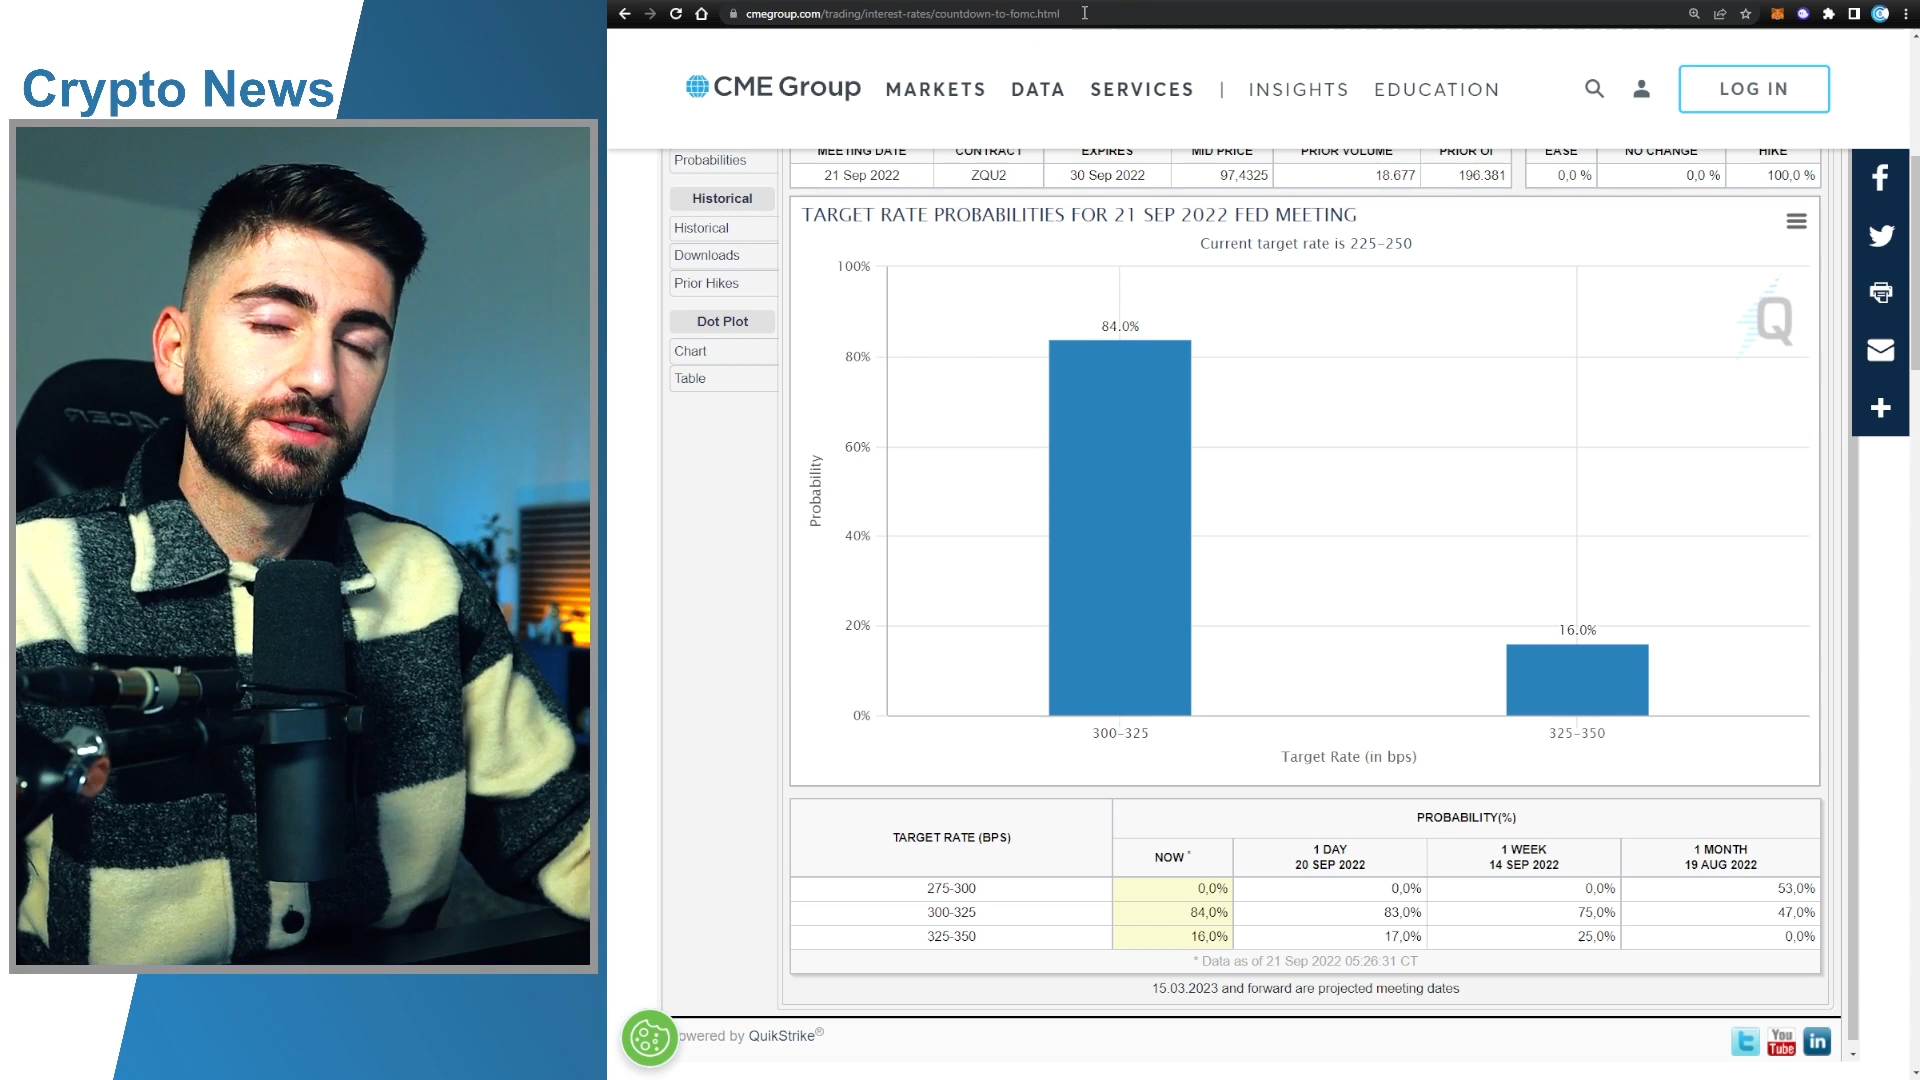 Crypto News
cmegroup.com/trading/interest-rates/countdown-to-fomc.html
CME Group MARKETS DATA SERVICES | INSIGHTS EDUCATION LOG IN
Probabilities
Historical
Historical
Downloads
Prior Hikes
Dot Plot
Chart
Table
MEETING DATE CONTRACT EXPIRES MID PRICE PRIOR VOLUME PRIOR OI EASE NO CHANGE HIKE
21 Sep 2022 ZQU2 30 Sep 2022 97,4325 18.677 196.381 0,0 % 0,0 % 100,0 %
TARGET RATE PROBABILITIES FOR 21 SEP 2022 FED MEETING
Current target rate is 225-250
Q
100%
80%
60%
40%
20%
0%
Probability
84.0%
16.0%
300-325 325-350
Target Rate (in bps)
TARGET RATE (BPS) PROBABILITY(%)
NOW * 1 DAY 1 WEEK 1 MONTH
20 SEP 2022 14 SEP 2022 19 AUG 2022
275-300 0,0% 0,0% 0,0% 53,0%
300-325 84,0% 83,0% 75,0% 47,0%
325-350 16,0% 17,0% 25,0% 0,0%
* Data as of 21 Sep 2022 05:26:31 CT
15.03.2023 and forward are projected meeting dates
owered by QuikStrike®
You
Tube
in